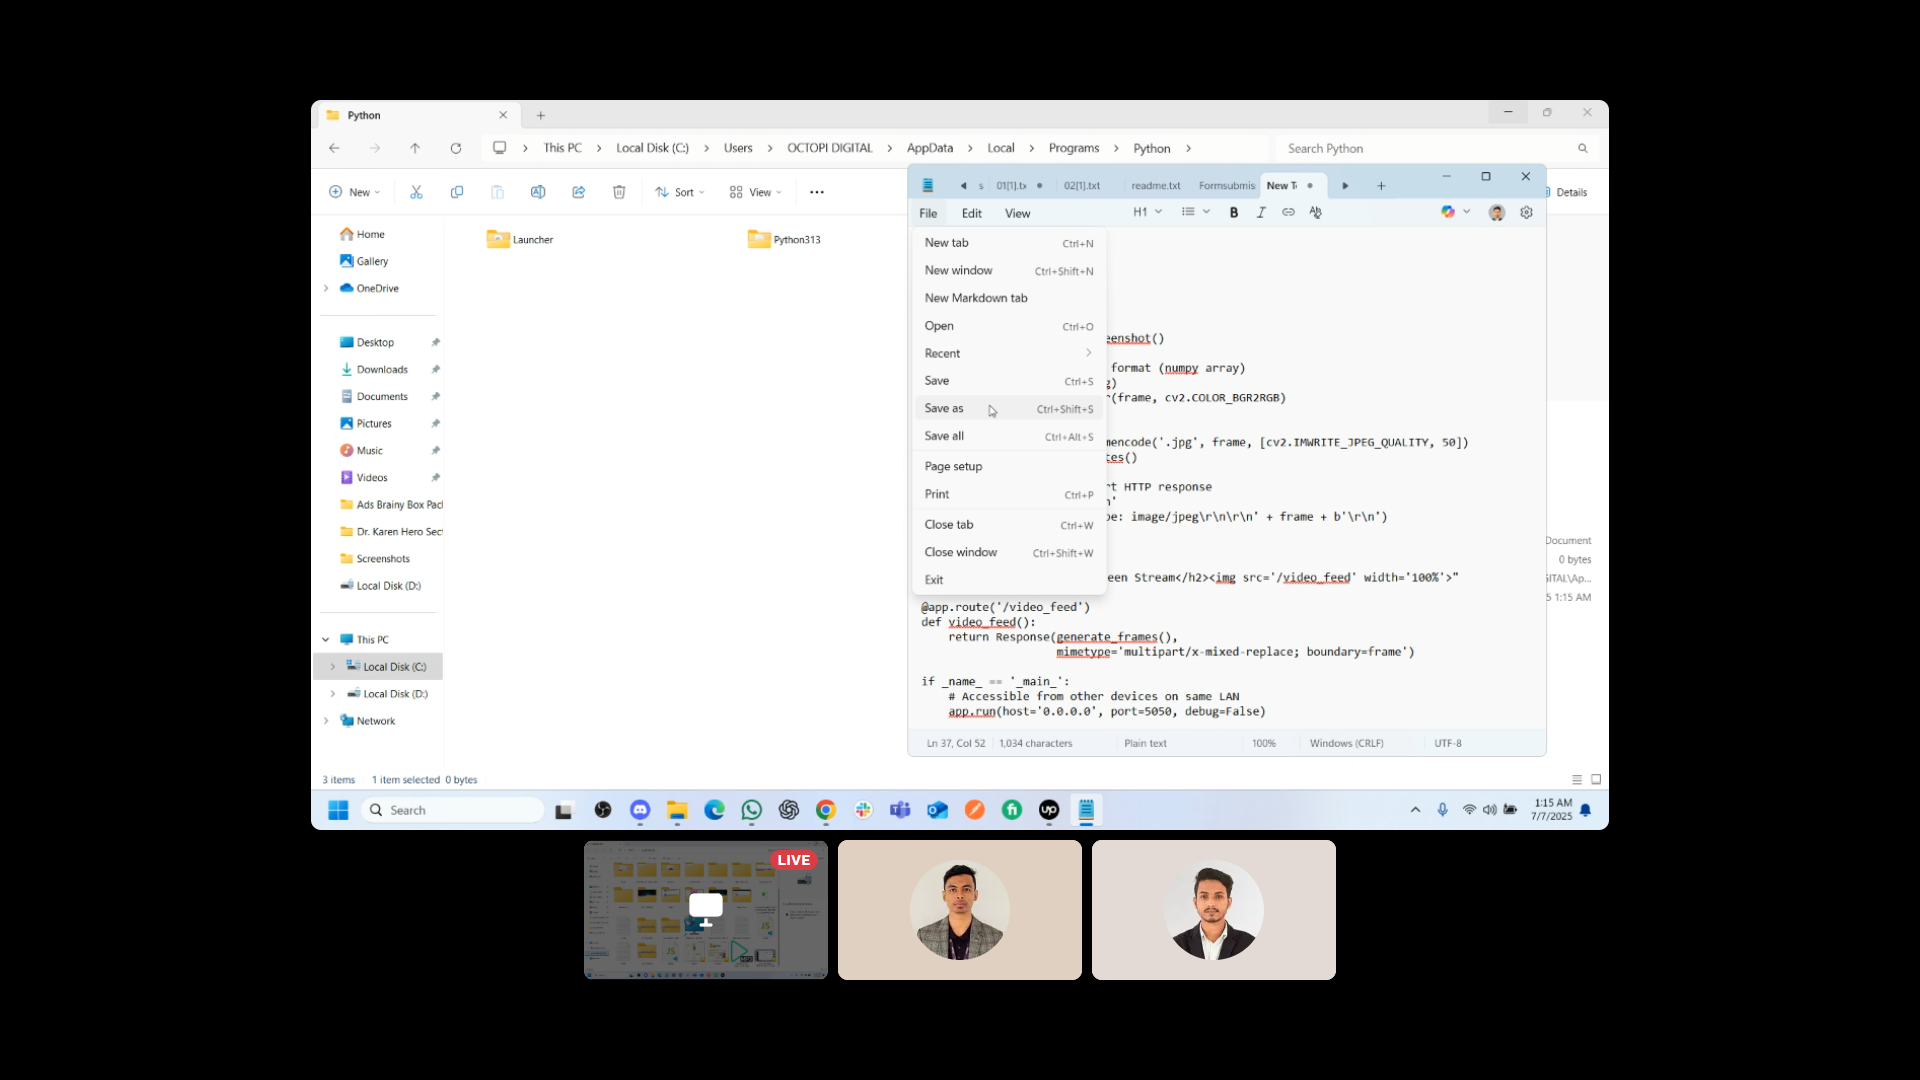 Python
This PC
Local Disk (C:)
Users
OCTOPI DIGITAL
AppData
Local
Programs
Python
Search Python
New
Sort
View
Details
Home
Gallery
OneDrive
Desktop
Downloads
Documents
Pictures
Music
Videos
Ads Brainy Box Pac
Dr. Karen Hero Sec
Screenshots
Local Disk (D:)
This PC
Local Disk (C:)
Local Disk (D:)
Network
Launcher
Python313
3 items 1 item selected 0 bytes
s 01[1].tx 02[1].txt readme.txt Formsubmis New T
File Edit View H1
New tab Ctrl+N
New window Ctrl+Shift+N
New Markdown tab
Open Ctrl+O
Recent
Save Ctrl+S
Save as Ctrl+Shift+S
Save all Ctrl+Alt+S
Page setup
Print Ctrl+P
Close tab Ctrl+W
Close window Ctrl+Shift+W
Exit
eenshot()
format (numpy array)
g)
r(frame, cv2.COLOR_BGR2RGB)
mencode('.jpg', frame, [cv2.IMWRITE_JPEG_QUALITY, 50])
tes()
rt HTTP response
n'
pe: image/jpeg\r\n\r\n' + frame + b'\r\n')
een Stream</h2><img src='/video_feed' width='100%'>"
@app.route('/video_feed')
def video_feed():
return Response(generate_frames(),
mimetype='multipart/x-mixed-replace; boundary=frame')
if _name_ == '_main_':
# Accessible from other devices on same LAN
app.run(host='0.0.0.0', port=5050, debug=False)
Ln 37, Col 52 1,034 characters Plain text 100% Windows (CRLF) UTF-8
Document
0 bytes
ITAL\Ap...
5 1:15 AM
Search
1:15 AM
7/7/2025
LIVE